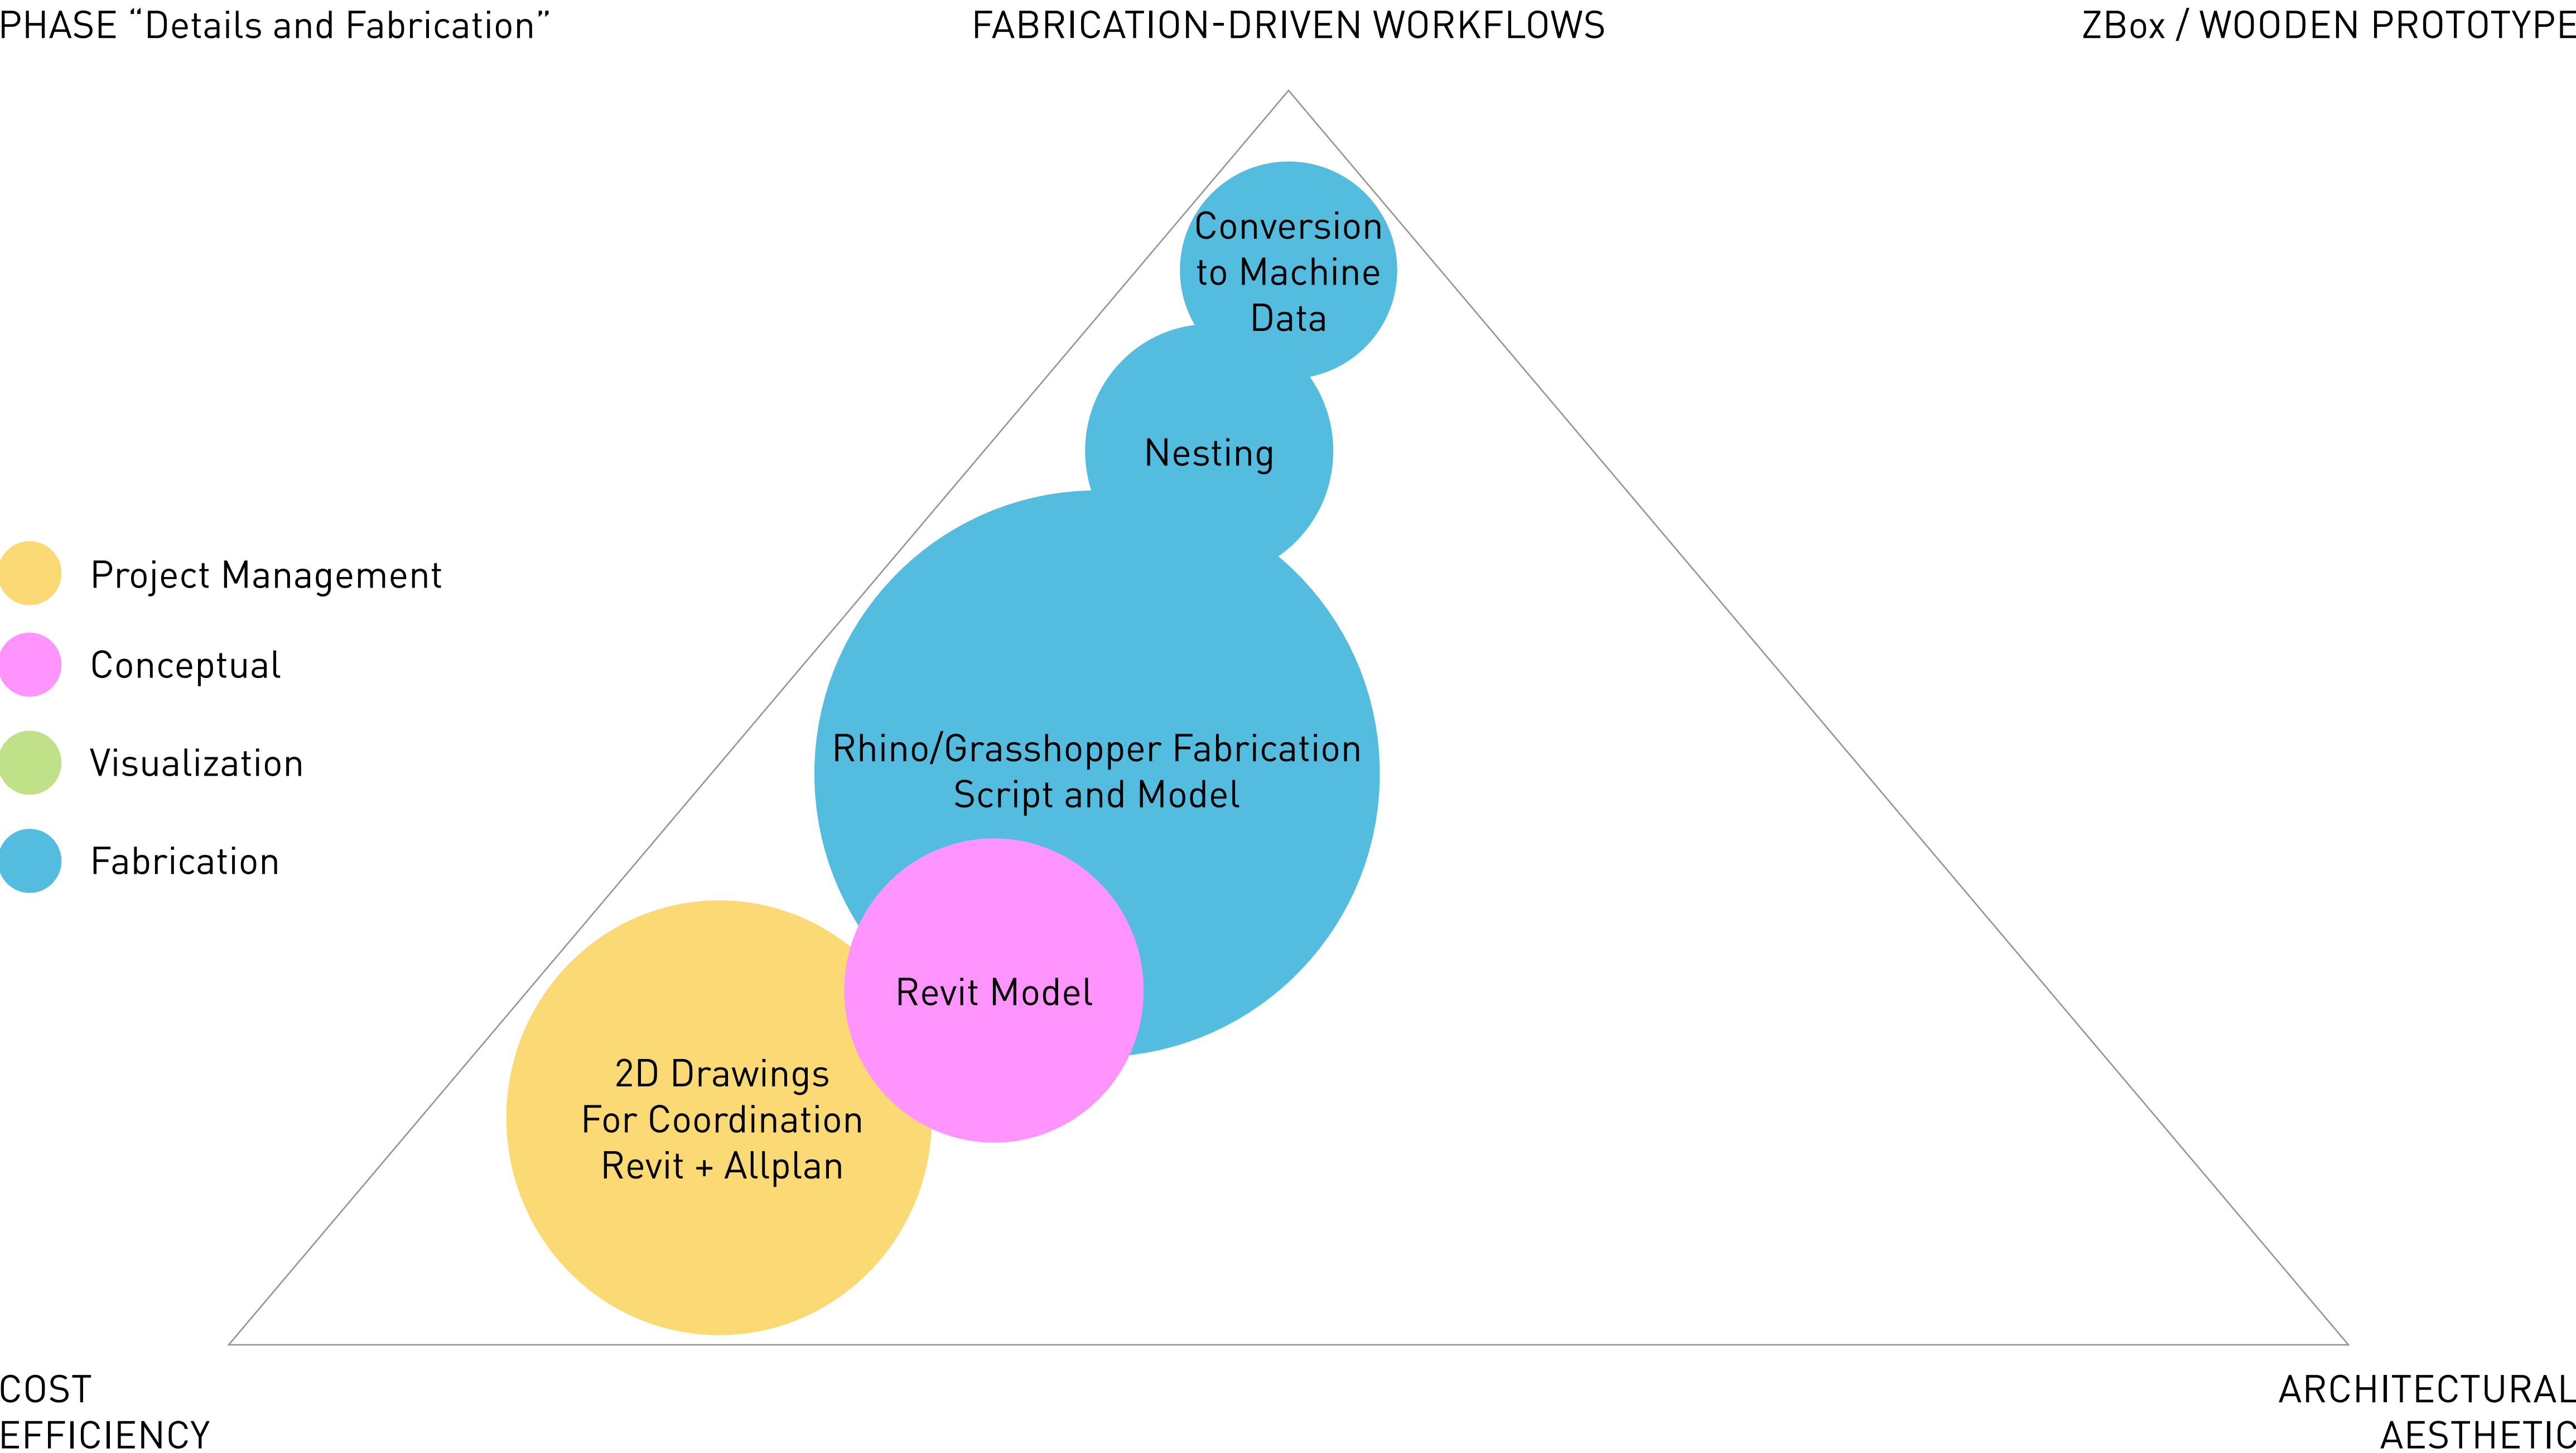 PHASE “Details and Fabrication”
FABRICATION-DRIVEN WORKFLOWS
ZBox / WOODEN PROTOTYPE
Conversion
to Machine
Data
Nesting
Project Management
Conceptual
Visualization
Fabrication
Rhino/Grasshopper Fabrication
Script and Model
Revit Model
2D Drawings
For Coordination
Revit + Allplan
COST
EFFICIENCY
ARCHITECTURAL
AESTHETIC